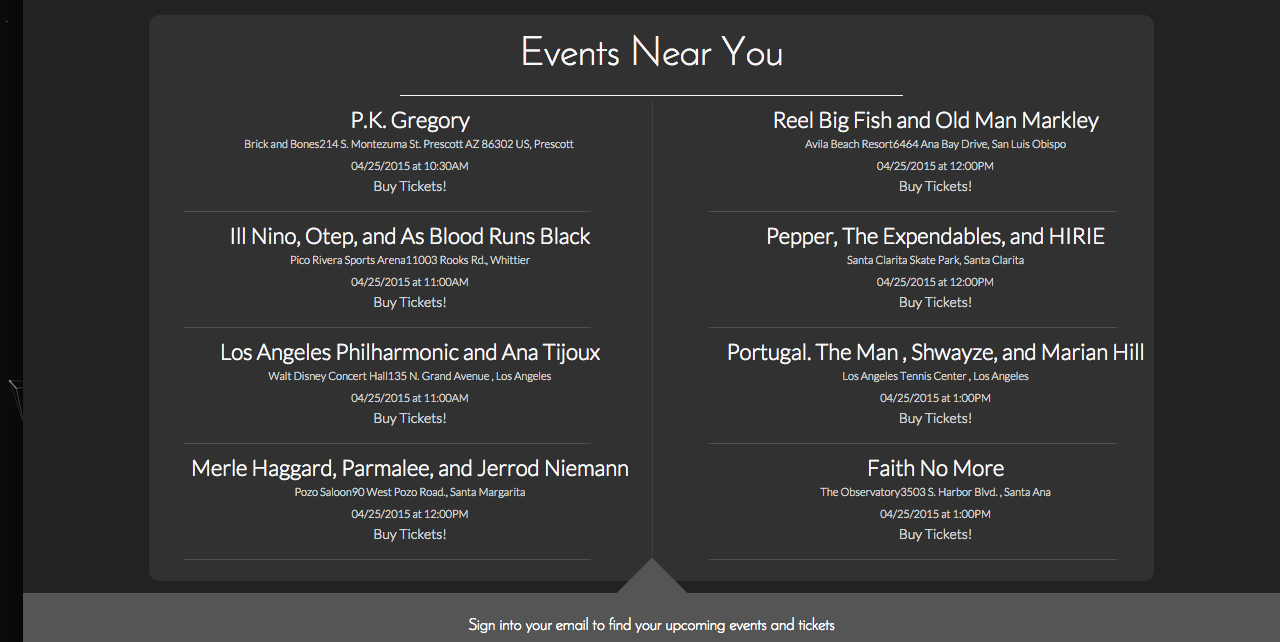 Events Near You
P.K. Gregory
Brick and Bones214 S. Montezuma St. Prescott AZ 86302 US, Prescott
04/25/2015 at 10:30AM
Buy Tickets!
Ill Nino, Otep, and As Blood Runs Black
Pico Rivera Sports Arena11003 Rooks Rd., Whittier
04/25/2015 at 11:00AM
Buy Tickets!
Los Angeles Philharmonic and Ana Tijoux
Walt Disney Concert Hall135 N. Grand Avenue , Los Angeles
04/25/2015 at 11:00AM
Buy Tickets!
Merle Haggard, Parmalee, and Jerrod Niemann
Pozo Saloon90 West Pozo Road., Santa Margarita
04/25/2015 at 12:00PM
Buy Tickets!
Reel Big Fish and Old Man Markley
Avila Beach Resort6464 Ana Bay Drive, San Luis Obispo
04/25/2015 at 12:00PM
Buy Tickets!
Pepper, The Expendables, and HIRIE
Santa Clarita Skate Park, Santa Clarita
04/25/2015 at 12:00PM
Buy Tickets!
Portugal. The Man , Shwayze, and Marian Hill
Los Angeles Tennis Center , Los Angeles
04/25/2015 at 1:00PM
Buy Tickets!
Faith No More
The Observatory3503 S. Harbor Blvd. , Santa Ana
04/25/2015 at 1:00PM
Buy Tickets!
Sign into your email to find your upcoming events and tickets